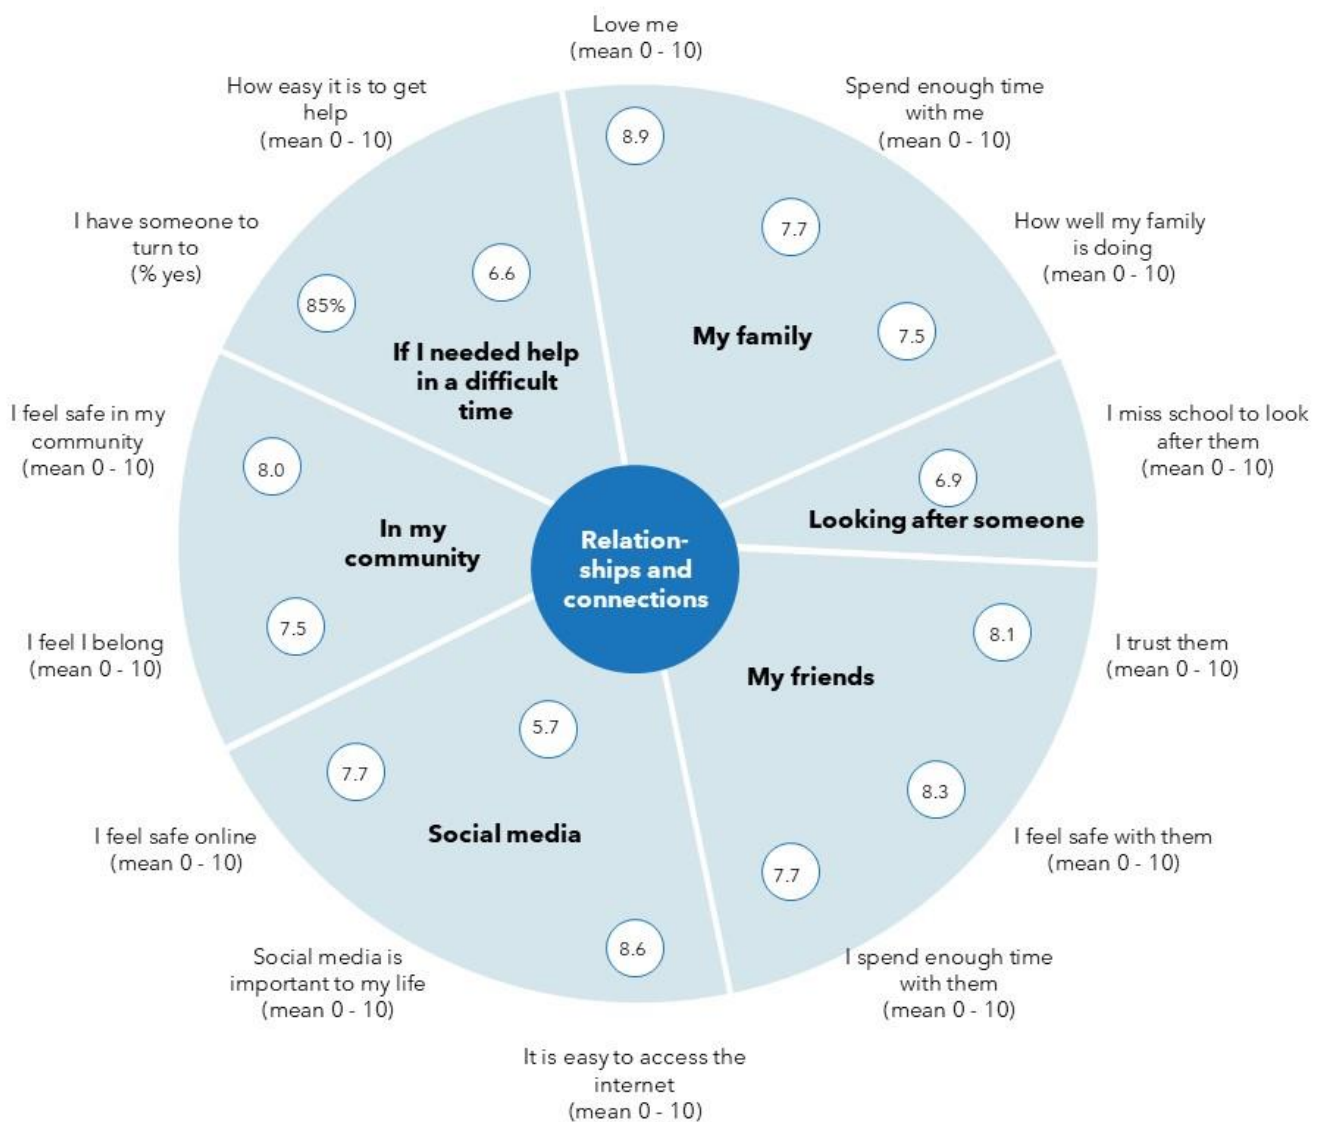 Love me
(mean 0 - 10)
Spend enough time
with me
(mean 0 - 10)
How well my family
is doing
(mean 0 - 10)
I miss school to look
after them
(mean 0 - 10)
I trust them
(mean 0 - 10)
I feel safe with them
(mean 0 - 10)
I spend enough time
with them
(mean 0 - 10)
It is easy to access the
internet
(mean 0 - 10)
Social media is
important to my life
(mean 0 - 10)
I feel safe online
(mean 0 - 10)
I feel I belong
(mean 0 - 10)
I feel safe in my
community
(mean 0 - 10)
I have someone to
turn to
(% yes)
How easy it is to get
help
(mean 0 - 10)
8.9
7.7
7.5
My family
6.9
Looking after someone
8.1
8.3
7.7
My friends
8.6
5.7
7.7
Social media
7.5
8.0
In my
community
85%
6.6
If I needed help
in a difficult
time
Relation-
ships and
connections